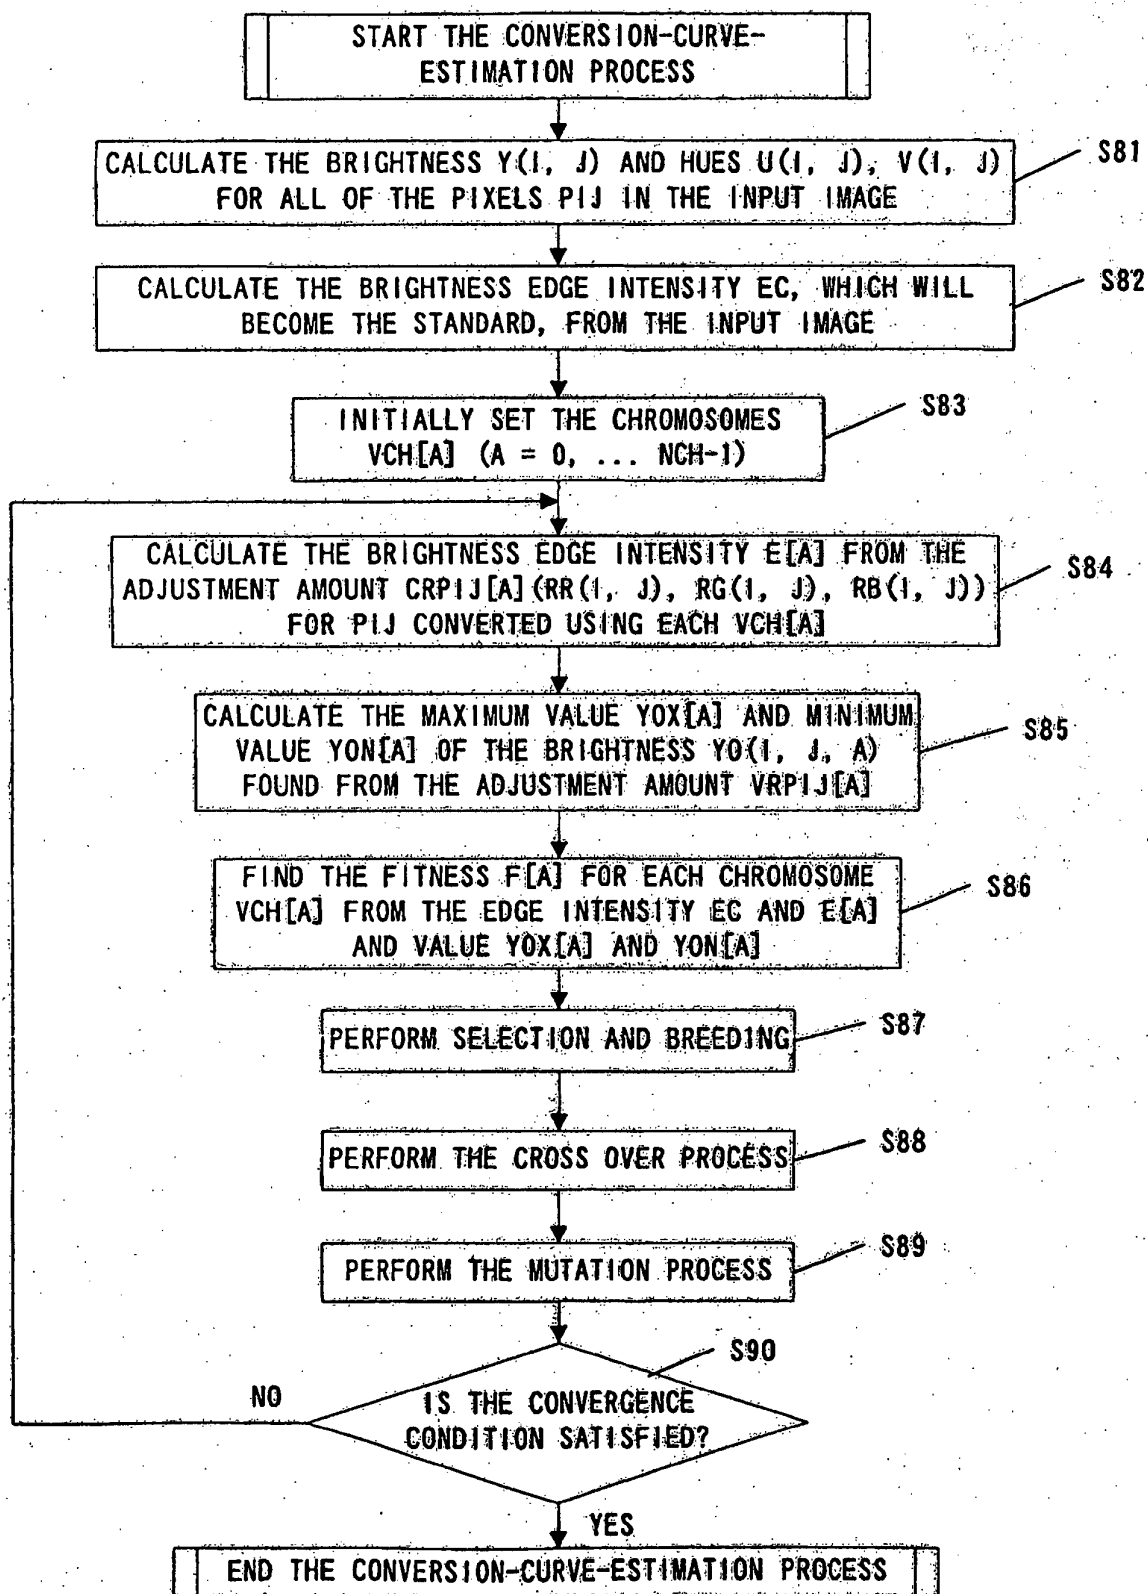 START THE CONVERSION-CURVE-
ESTIMATION PROCESS
CALCULATE THE BRIGHTNESS Y(I, J) AND HUES U(I, J), V(I, J)
FOR ALL OF THE PIXELS PIJ IN THE INPUT IMAGE
S81
CALCULATE THE BRIGHTNESS EDGE INTENSITY EC, WHICH WILL
BECOME THE STANDARD, FROM THE INPUT IMAGE
S82
INITIALLY SET THE CHROMOSOMES
VCH[A] (A = 0, ... NCH-1)
S83
CALCULATE THE BRIGHTNESS EDGE INTENSITY E[A] FROM THE
ADJUSTMENT AMOUNT CRPIJ[A](RR(I, J), RG(I, J), RB(I, J))
FOR PIJ CONVERTED USING EACH VCH[A]
S84
CALCULATE THE MAXIMUM VALUE YOX[A] AND MINIMUM
VALUE YON[A] OF THE BRIGHTNESS YO(I, J, A)
FOUND FROM THE ADJUSTMENT AMOUNT VRPIJ[A]
S85
FIND THE FITNESS F[A] FOR EACH CHROMOSOME
VCH[A] FROM THE EDGE INTENSITY EC AND E[A]
AND VALUE YOX[A] AND YON[A]
S86
PERFORM SELECTION AND BREEDING
S87
PERFORM THE CROSS OVER PROCESS
S88
PERFORM THE MUTATION PROCESS
S89
IS THE CONVERGENCE
CONDITION SATISFIED?
S90
NO
YES
END THE CONVERSION-CURVE-ESTIMATION PROCESS